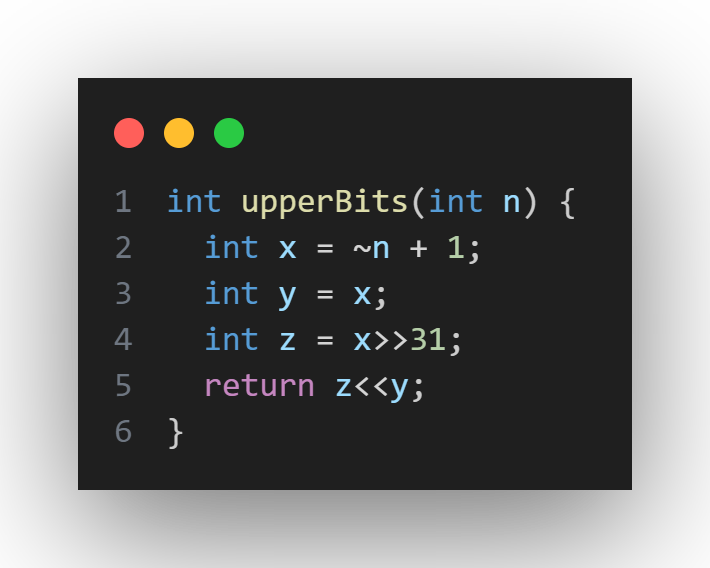 1 int upperBits(int n) {
2 int x = ~n + 1;
3 int y = x;
4 int z = x>>31;
5 return z<<y;
6 }